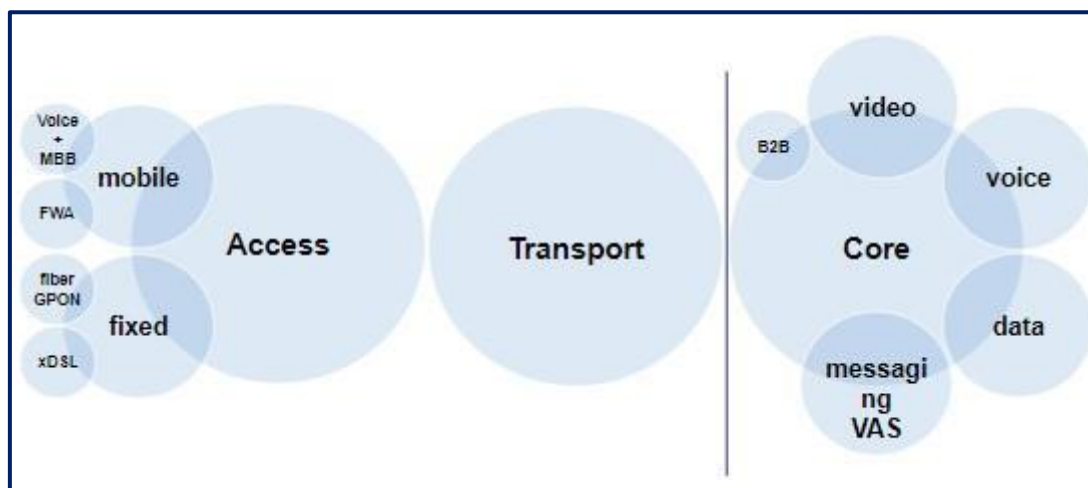 Voice
+
MBB
mobile
FWA
Access
fiber
GPON
fixed
xDSL
Transport
video
B2B
voice
Core
data
messagi
ng
VAS